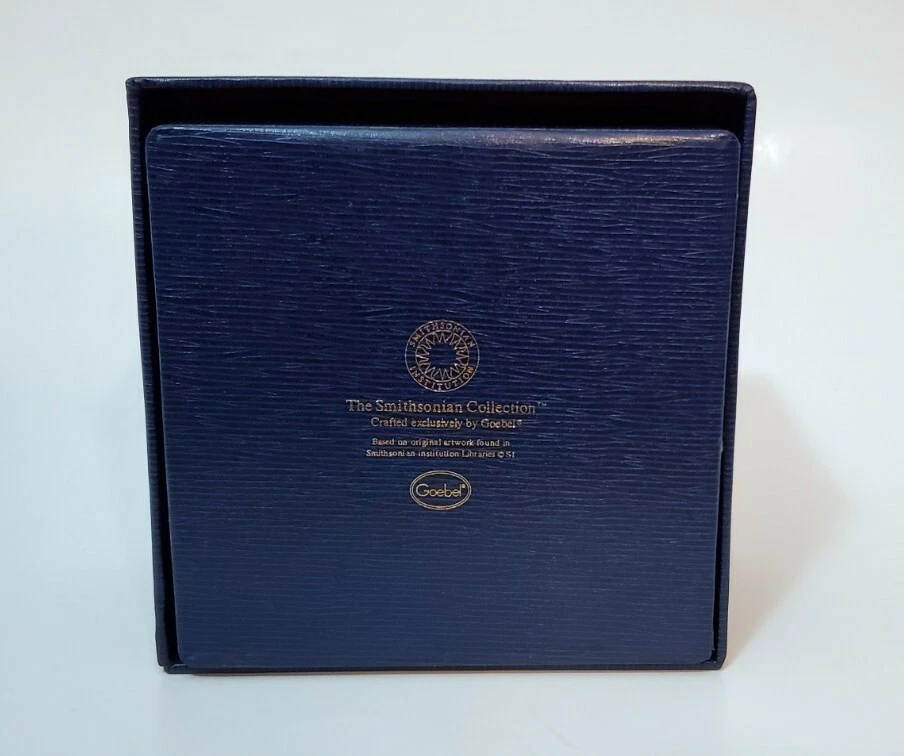 SMITHSONIAN
INSTITUTION
The Smithsonian Collection™
Crafted exclusively by Goebel®
Based on original artwork found in
Smithsonian Institution Libraries © SI
Goebel®